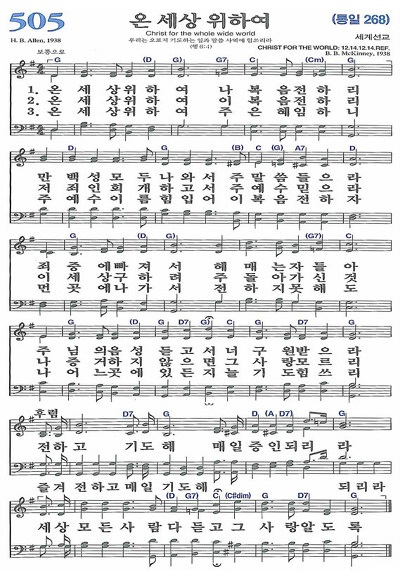 505
온 세상 위하여
(통일 268)
Christ for the whole wide world
H. B. Allen, 1938
우리는 오로지 기도하는 일과 말씀 사역에 힘쓰리라
세계선교
(행 6:4)
CHRIST FOR THE WORLD: 12.14.12.14.REF.
보통으로
B. B. McKinney, 1938
G (D G) G (Cm) G
1. 온 세상 위하여 나 복음 전하리
2. 온 세상 위하여 이 복음 전하리
3. 온 세상 위하여 주 은혜 임하니
D G B C (G) A7 D
만 백성 모두 나와서 주 말씀 들으라
저 죄인 회개하고서 주 예수 믿으라
주 예수 이름 힘입어 이 복음 전하자
G (D G) G (G7) C
죄 중에 빠져서 헤매는 자들아
이 세상 구하려 주 돌아가신 것
먼 곳에 나가서 전하지 못해도
G (D G) D7 G) C G D7 G
주님의 음성 듣고서 너 구원받으라
나 증거하지 않으면 그 사랑 모르리
나 어느 곳에 있든지 늘 기도 힘쓰리
후렴 D7 G D (A D7) G
전하고 기도해 매일 증인 되리라
즐겨 전하고 매일 기도해 되리라
G (D G7) C (C#dim) G D7 G
세상 모든 사람 다 듣고 그 사랑 알도록